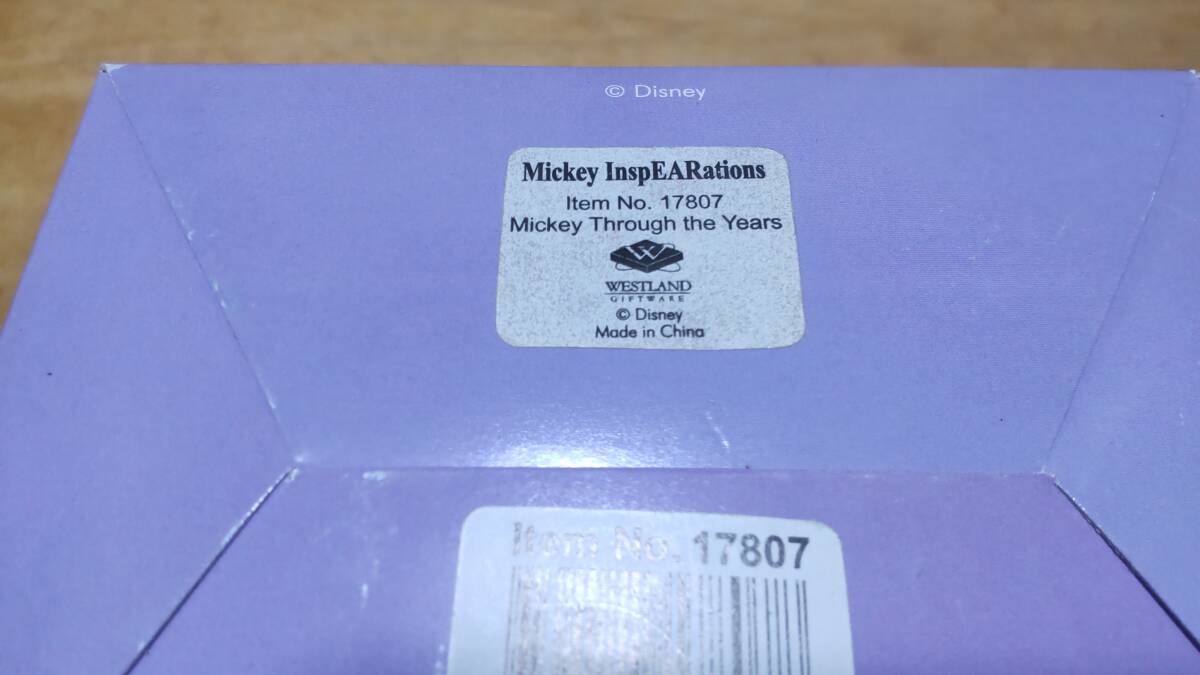 © Disney
Mickey InspEARations
Item No. 17807
Mickey Through the Years
W
WESTLAND
GIFTWARE
© Disney
Made in China
Item No. 17807